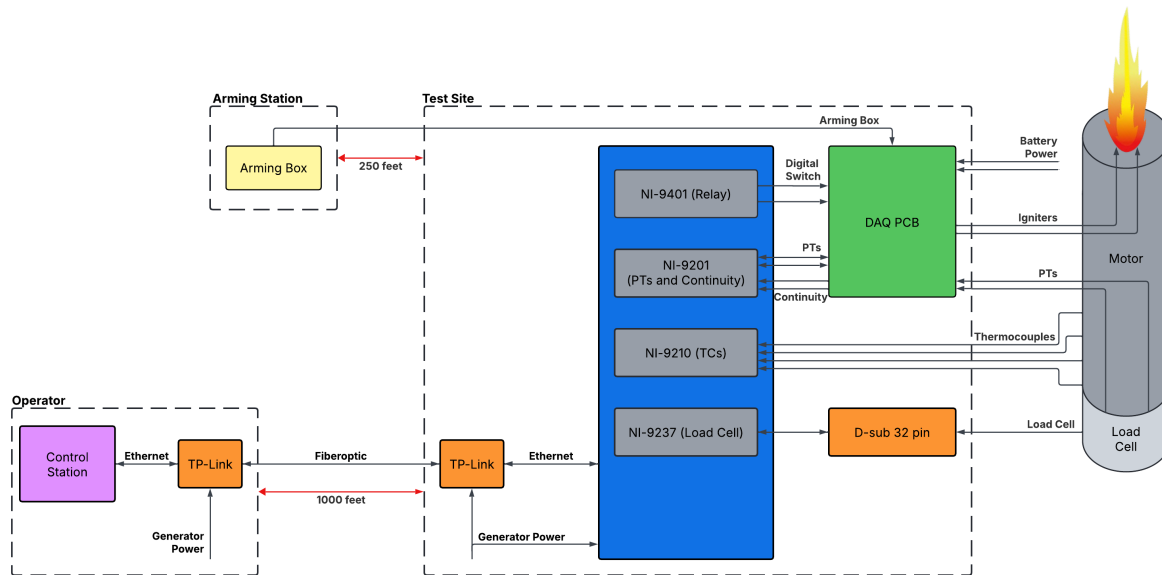 Arming Station
Arming Box
250 feet
Test Site
Arming Box
NI-9401 (Relay)
Digital
Switch
DAQ PCB
Battery
Power
Igniters
NI-9201
(PTs and Continuity)
PTs
Continuity
PTs
Motor
NI-9210 (TCs)
Thermocouples
NI-9237 (Load Cell)
D-sub 32 pin
Load Cell
Load
Cell
Operator
Control
Station
Ethernet
TP-Link
Fiberoptic
TP-Link
Ethernet
1000 feet
Generator
Power
Generator Power